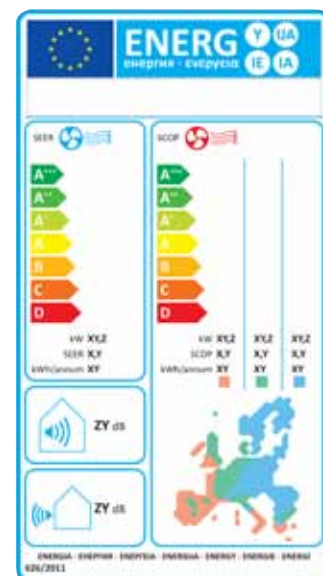 ENERG Y UA
енергия · ενεργεια IE IA
SEER
SCOP
A+++ A+++
A++ A++
A+ A+
A A
B B
C C
D D
kW XY,Z
SEER X,Y
kWh/annum XY
kW XY,Z XY,Z XY,Z
SCOP X,Y X,Y X,Y
kWh/annum XY XY XY
ZY dB
ZY dB
ENERGIA · ЕНЕРГИЯ · ΕΝΕΡΓΕΙΑ · ENERGIJA · ENERGY · ENERGIE · ENERGI
626/2011